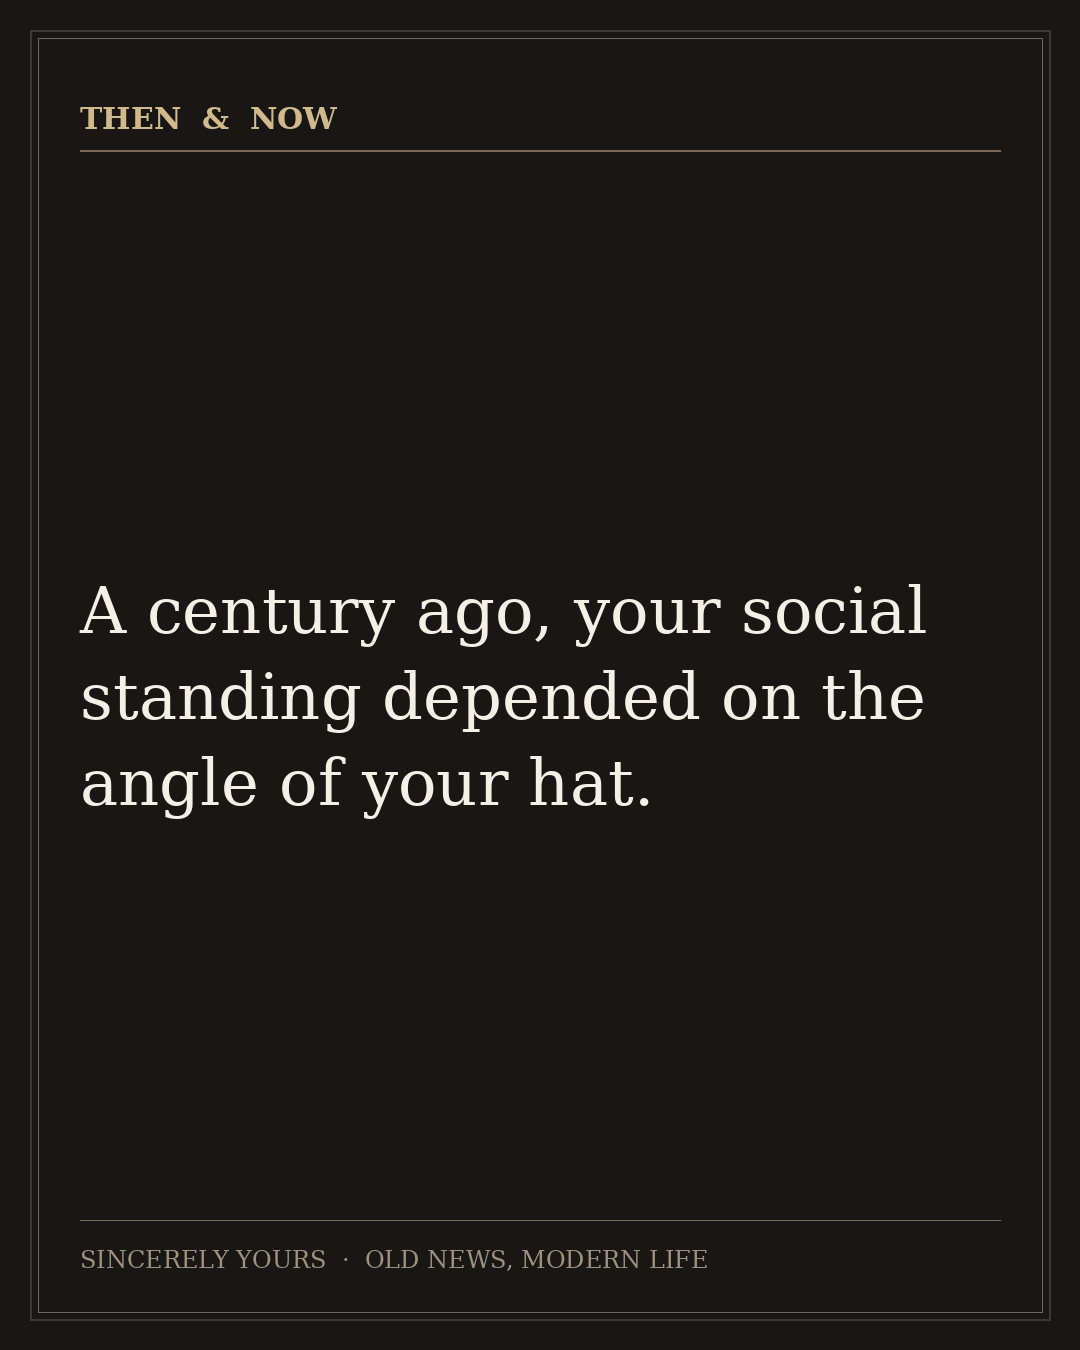 THEN & NOW
A century ago, your social
standing depended on the
angle of your hat.
SINCERELY YOURS · OLD NEWS, MODERN LIFE